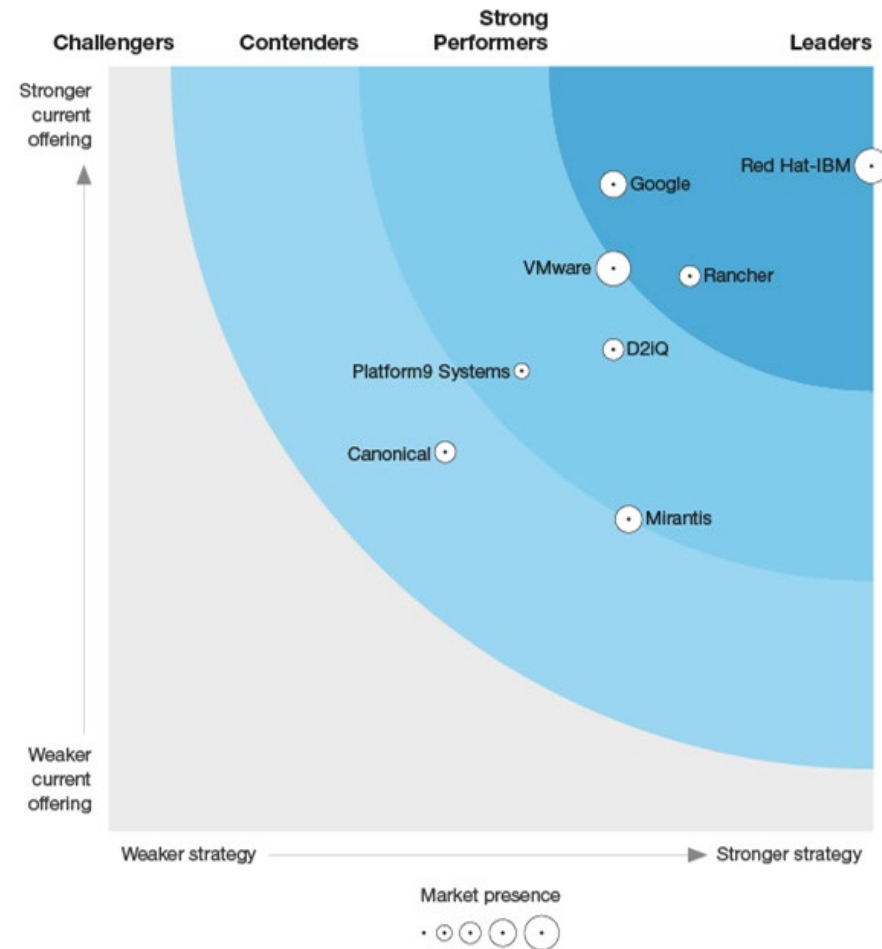 Challengers
Contenders
Strong
Performers
Leaders
Stronger
current
offering
Red Hat-IBM
Google
VMware
Rancher
D2iQ
Platform9 Systems
Canonical
Mirantis
Weaker
current
offering
Weaker strategy
Stronger strategy
Market presence